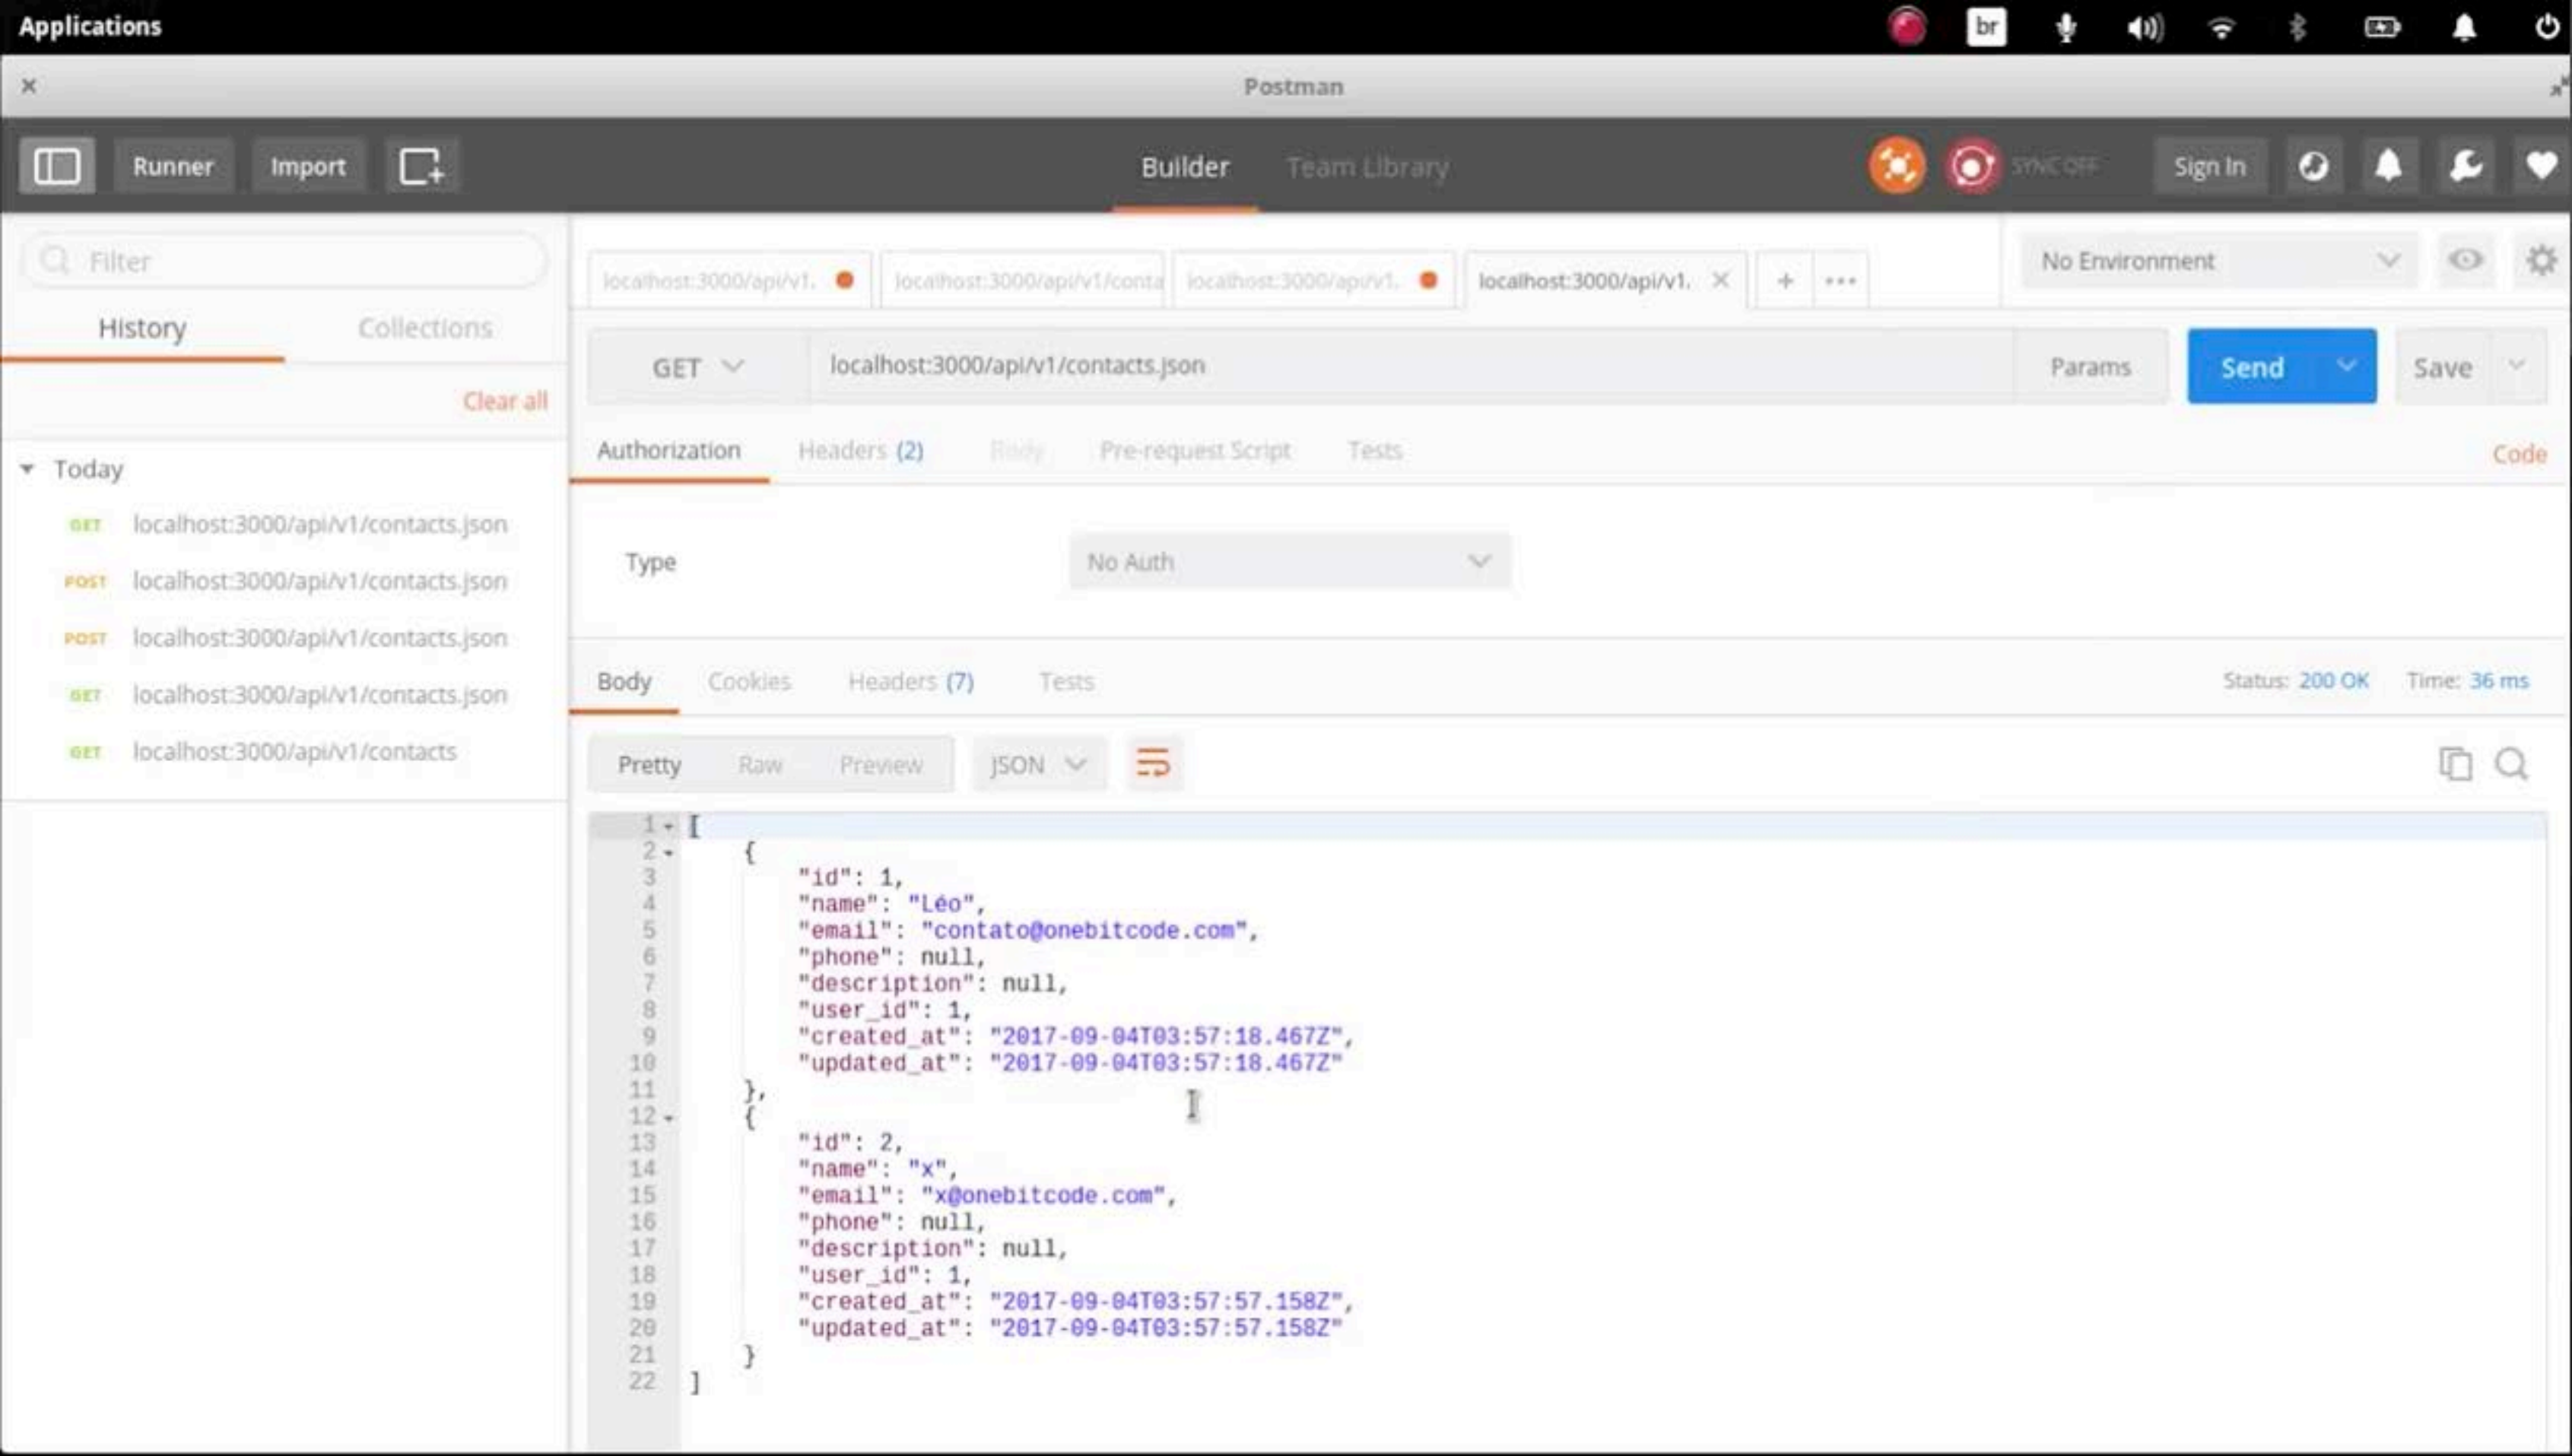 Applications
br
Postman
Runner
Import
Builder
Team Library
SYNC OFF
Sign In
Filter
History
Collections
Clear all
Today
GET localhost:3000/api/v1/contacts.json
POST localhost:3000/api/v1/contacts.json
POST localhost:3000/api/v1/contacts.json
GET localhost:3000/api/v1/contacts.json
GET localhost:3000/api/v1/contacts
localhost:3000/api/v1.
localhost:3000/api/v1/conta
localhost:3000/api/v1.
localhost:3000/api/v1.
+
No Environment
GET
localhost:3000/api/v1/contacts.json
Params
Send
Save
Authorization
Headers (2)
Body
Pre-request Script
Tests
Code
Type
No Auth
Body
Cookies
Headers (7)
Tests
Status: 200 OK
Time: 36 ms
Pretty
Raw
Preview
JSON
1 [
2 {
3 "id": 1,
4 "name": "Léo",
5 "email": "contato@onebitcode.com",
6 "phone": null,
7 "description": null,
8 "user_id": 1,
9 "created_at": "2017-09-04T03:57:18.467Z",
10 "updated_at": "2017-09-04T03:57:18.467Z"
11 },
12 {
13 "id": 2,
14 "name": "x",
15 "email": "x@onebitcode.com",
16 "phone": null,
17 "description": null,
18 "user_id": 1,
19 "created_at": "2017-09-04T03:57:57.158Z",
20 "updated_at": "2017-09-04T03:57:57.158Z"
21 }
22 ]